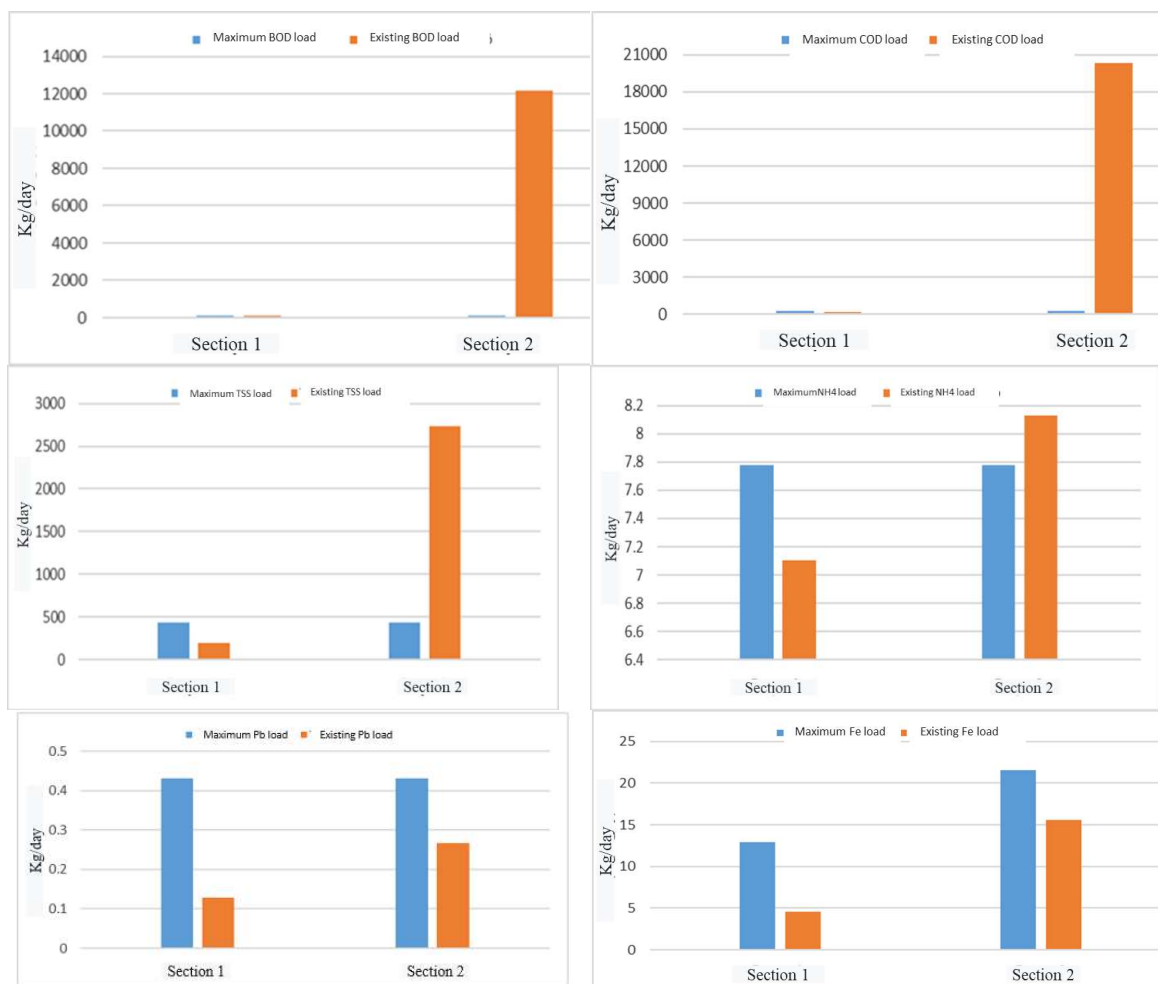 Maximum BOD load Existing BOD load
14000
12000
10000
8000
6000
4000
2000
0
Kg/day
Section 1 Section 2
Maximum COD load Existing COD load
21000
18000
15000
12000
9000
6000
3000
0
Kg/day
Section 1 Section 2
Maximum TSS load Existing TSS load
3000
2500
2000
1500
1000
500
0
Kg/day
Section 1 Section 2
MaximumNH4 load Existing NH4 load
8.2
8
7.8
7.6
7.4
7.2
7
6.8
6.6
6.4
Kg/day
Section 1 Section 2
Maximum Pb load Existing Pb load
0.5
0.4
0.3
0.2
0.1
0
Kg/day
Section 1 Section 2
Maximum Fe load Existing Fe load
25
20
15
10
5
0
Kg/day
Section 1 Section 2